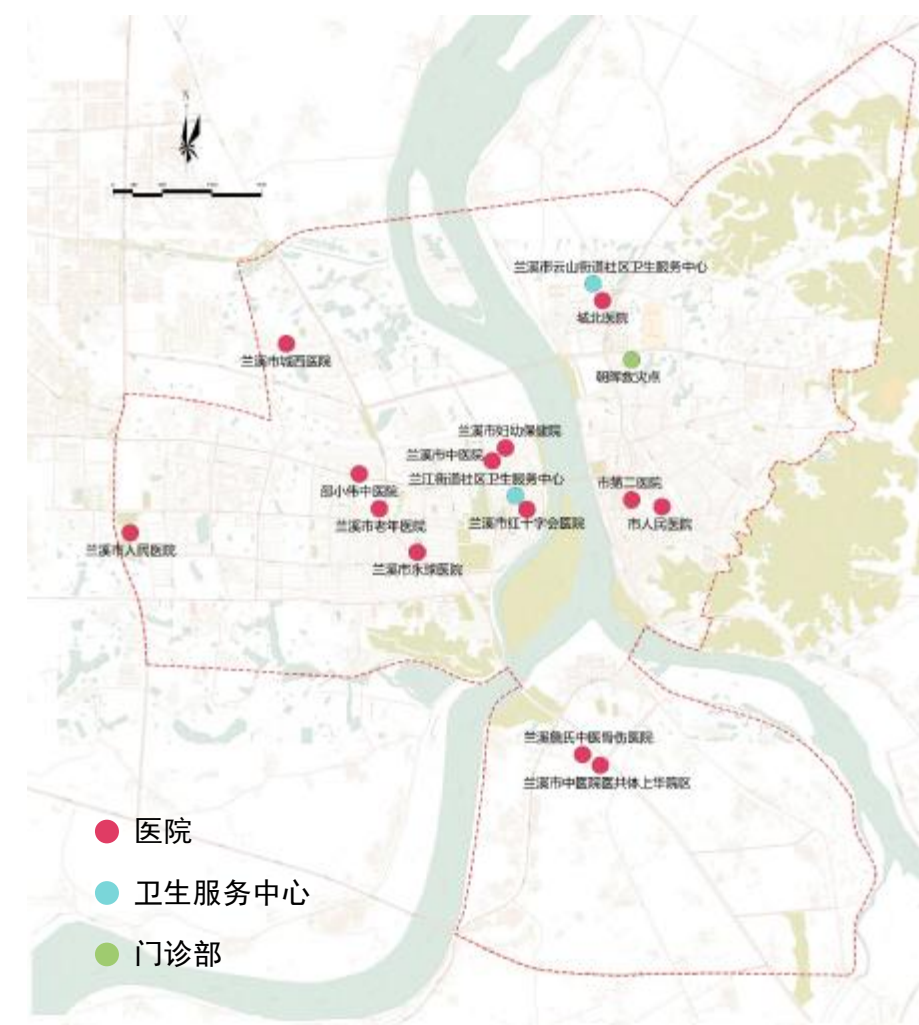 N
兰溪市云山街道社区卫生服务中心
城北医院
兰溪市城西医院
朝晖救灾点
兰溪市妇幼保健院
兰溪市中医院
兰江街道社区卫生服务中心
市第二医院
邵小伟中医院
兰溪市老年医院
兰溪市红十字会医院
市人民医院
兰溪市人民医院
兰溪市永球医院
兰溪詹氏中医骨伤医院
兰溪市中医院医共体上华院区
医院
卫生服务中心
门诊部